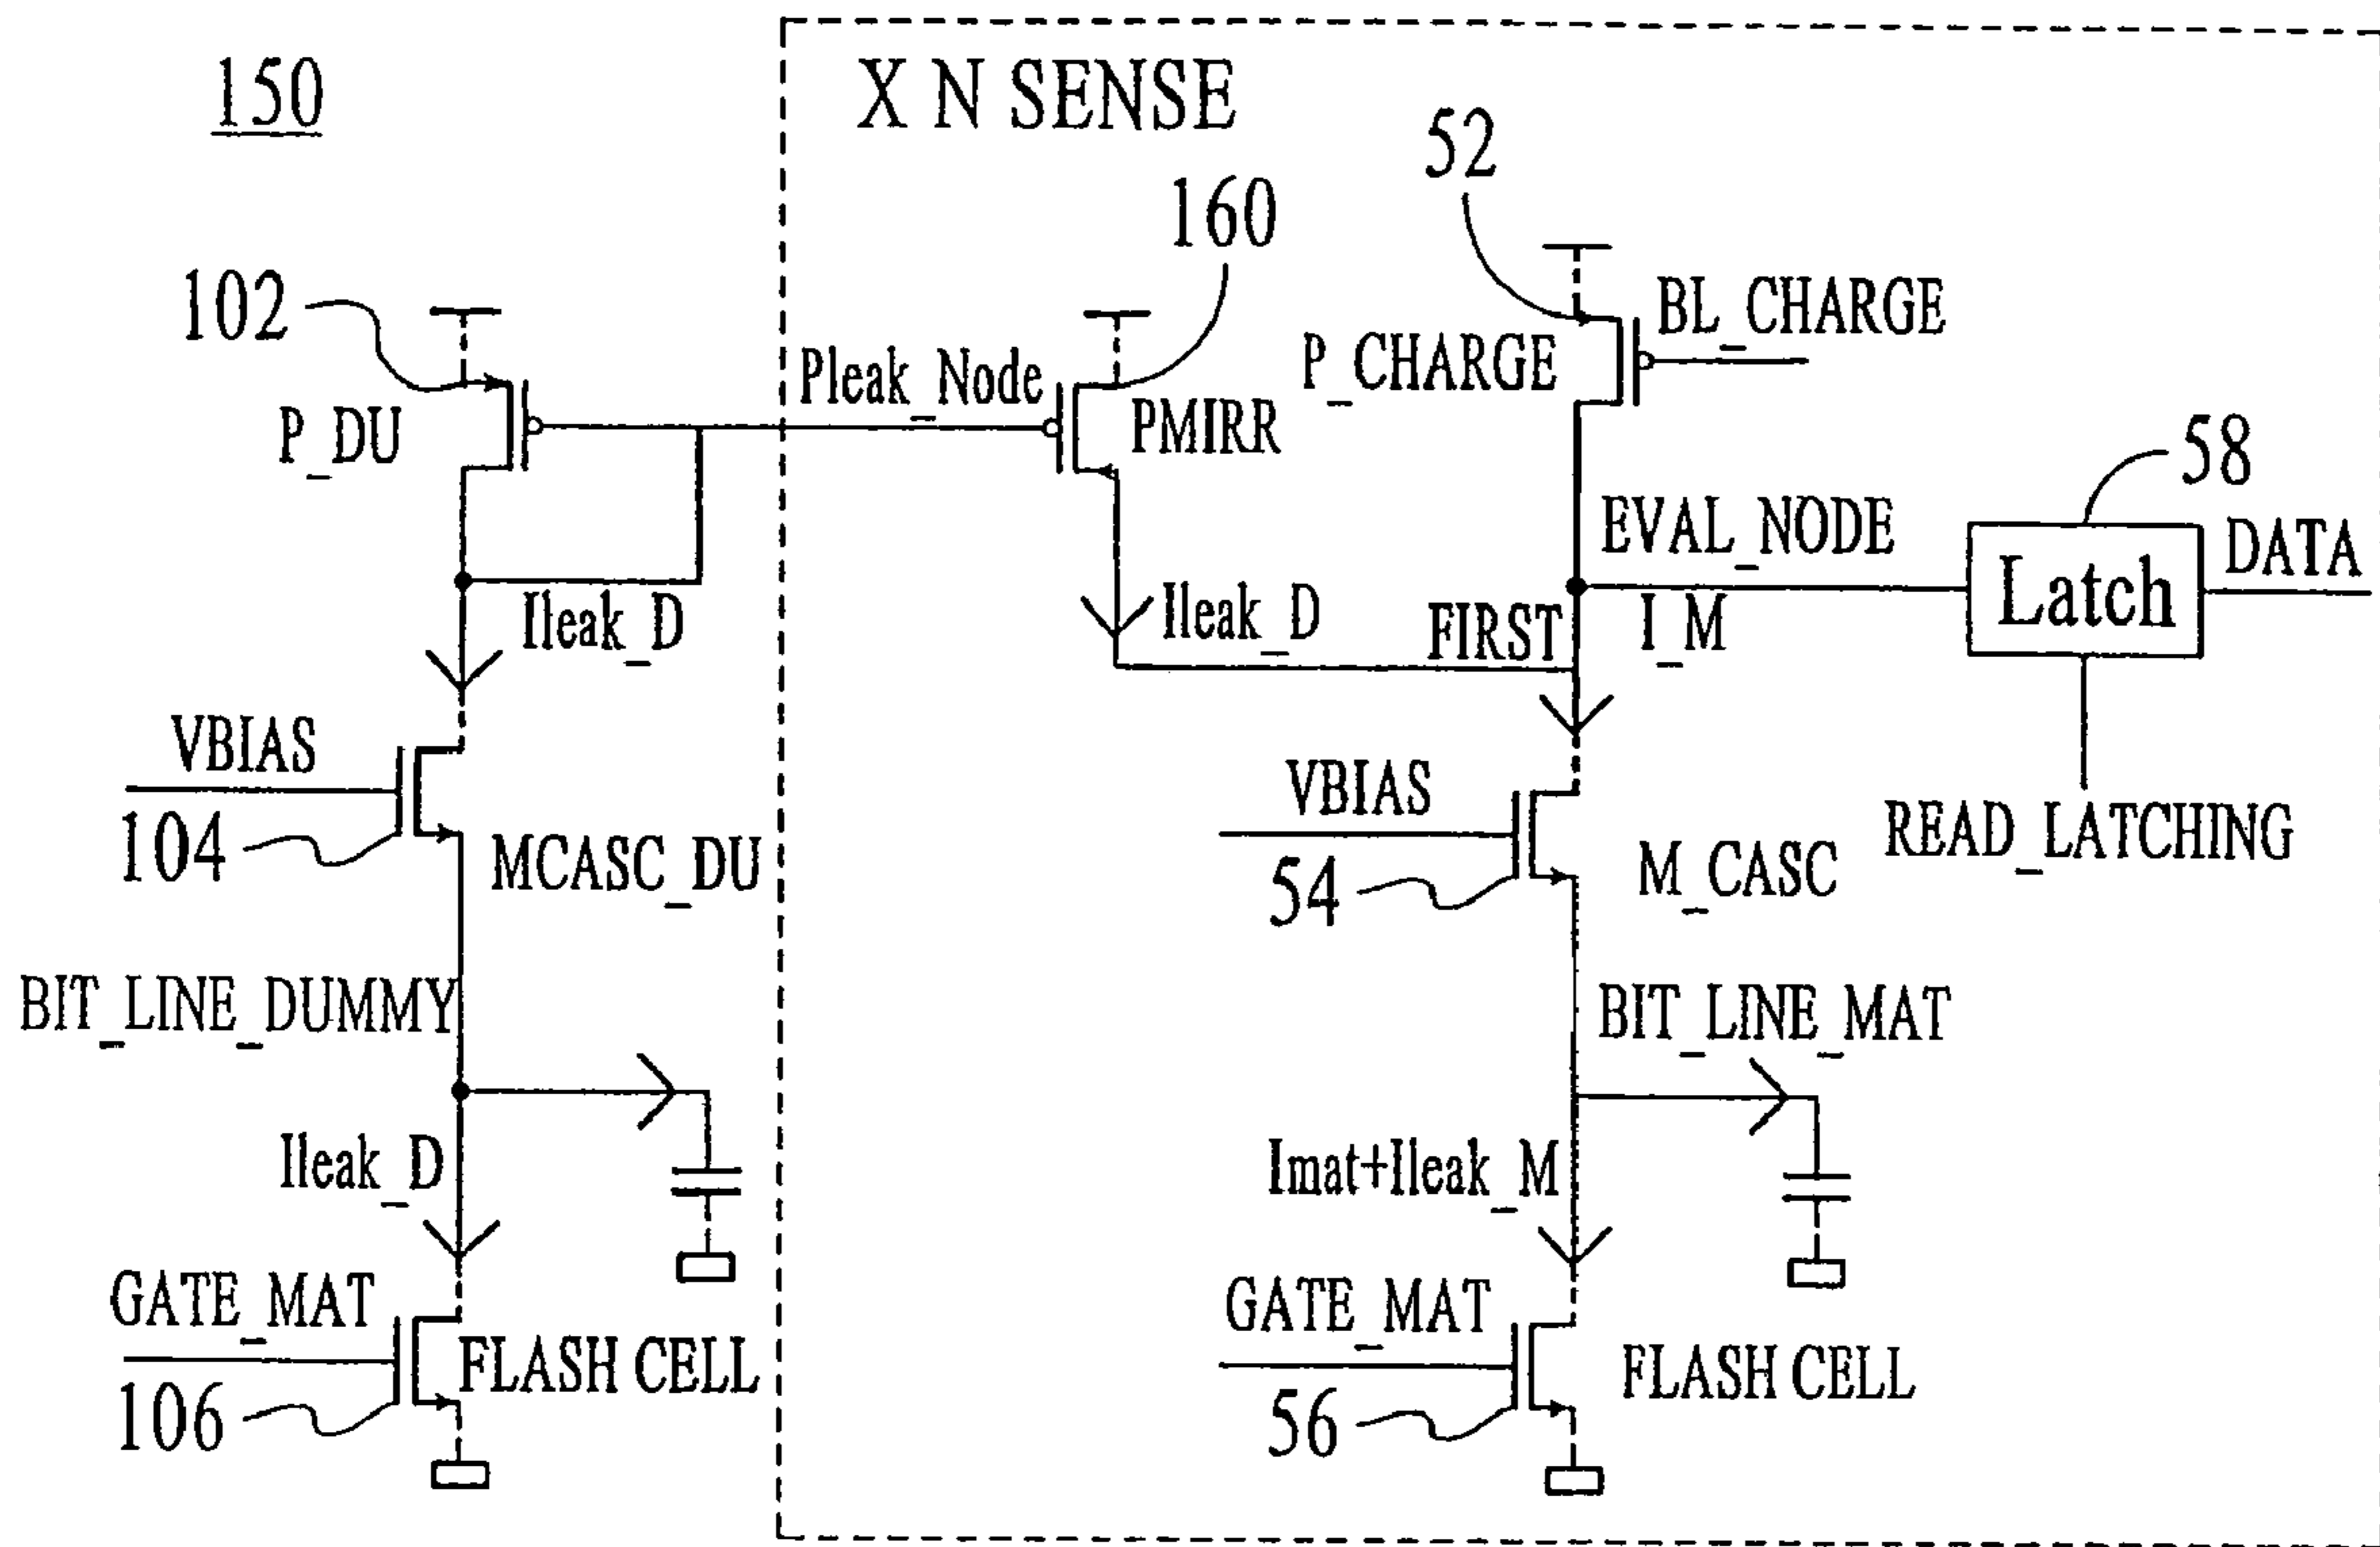 150
X N SENSE
52
160
102
P_DU
Pleak_Node
PMIRR
P_CHARGE
BL_CHARGE
58
EVAL_NODE
Latch
DATA
Ileak_D
Ileak_D
FIRST
I_M
READ_LATCHING
VBIAS
104
MCASC_DU
VBIAS
54
M_CASC
BIT_LINE_DUMMY
BIT_LINE_MAT
Ileak_D
Imat+Ileak_M
GATE_MAT
FLASH CELL
106
GATE_MAT
FLASH CELL
56